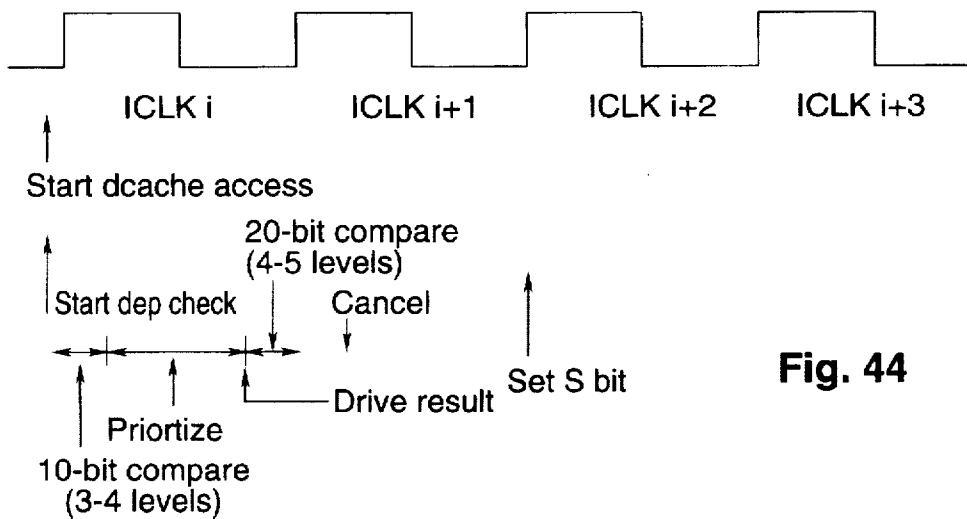 ICLK i
ICLK i+1
ICLK i+2
ICLK i+3
Start dcache access
20-bit compare
(4-5 levels)
Start dep check
Cancel
Set S bit
Fig. 44
Drive result
Priortize
10-bit compare
(3-4 levels)